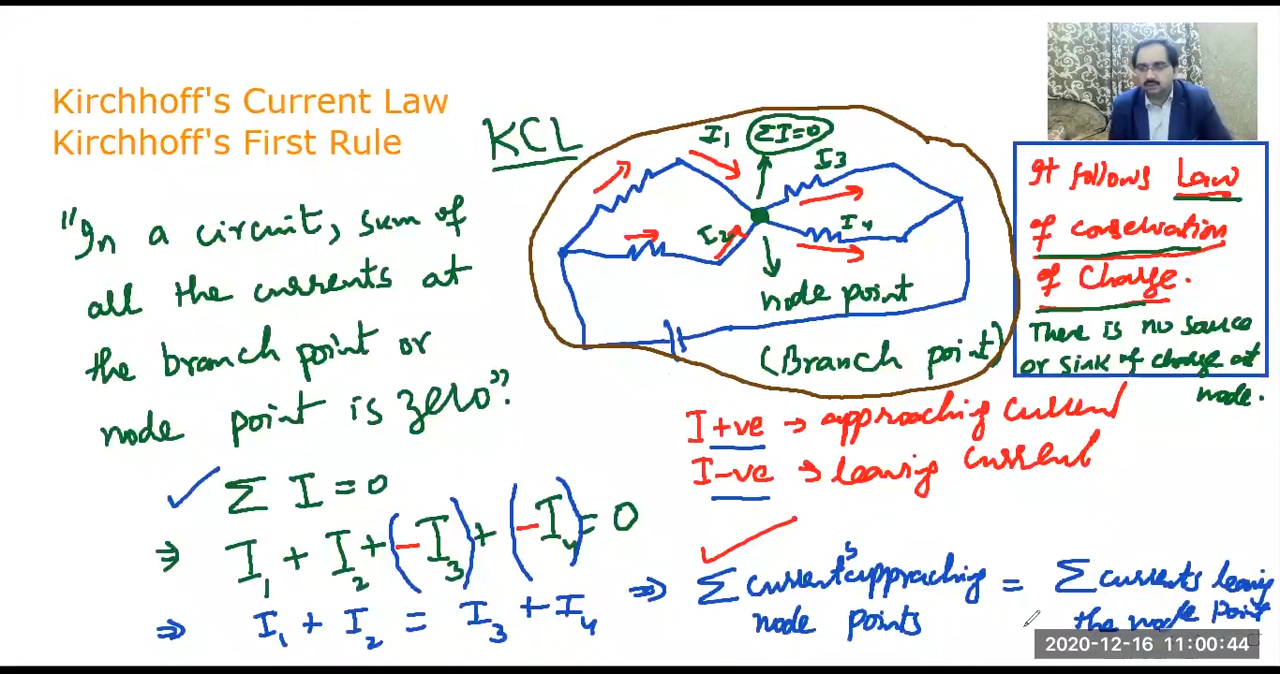 Kirchhoff's Current Law
Kirchhoff's First Rule
KCL
I1
ΣI=0
I3
I2
I4
node point
(Branch point)
"In a circuit, sum of
all the currents at
the branch point or
node point is zero".
It follows Law
of conservation
of Charge.
There is no source
or sink of charge at
node.
I +ve → approaching current
I -ve → leaving current
Σ I = 0
⇒ I1 + I2 + (-I3) + (-I4) = 0
⇒ I1 + I2 = I3 + I4
⇒ Σ currents appraching = Σ currents leaving
node points the node point
2020-12-16 11:00:44